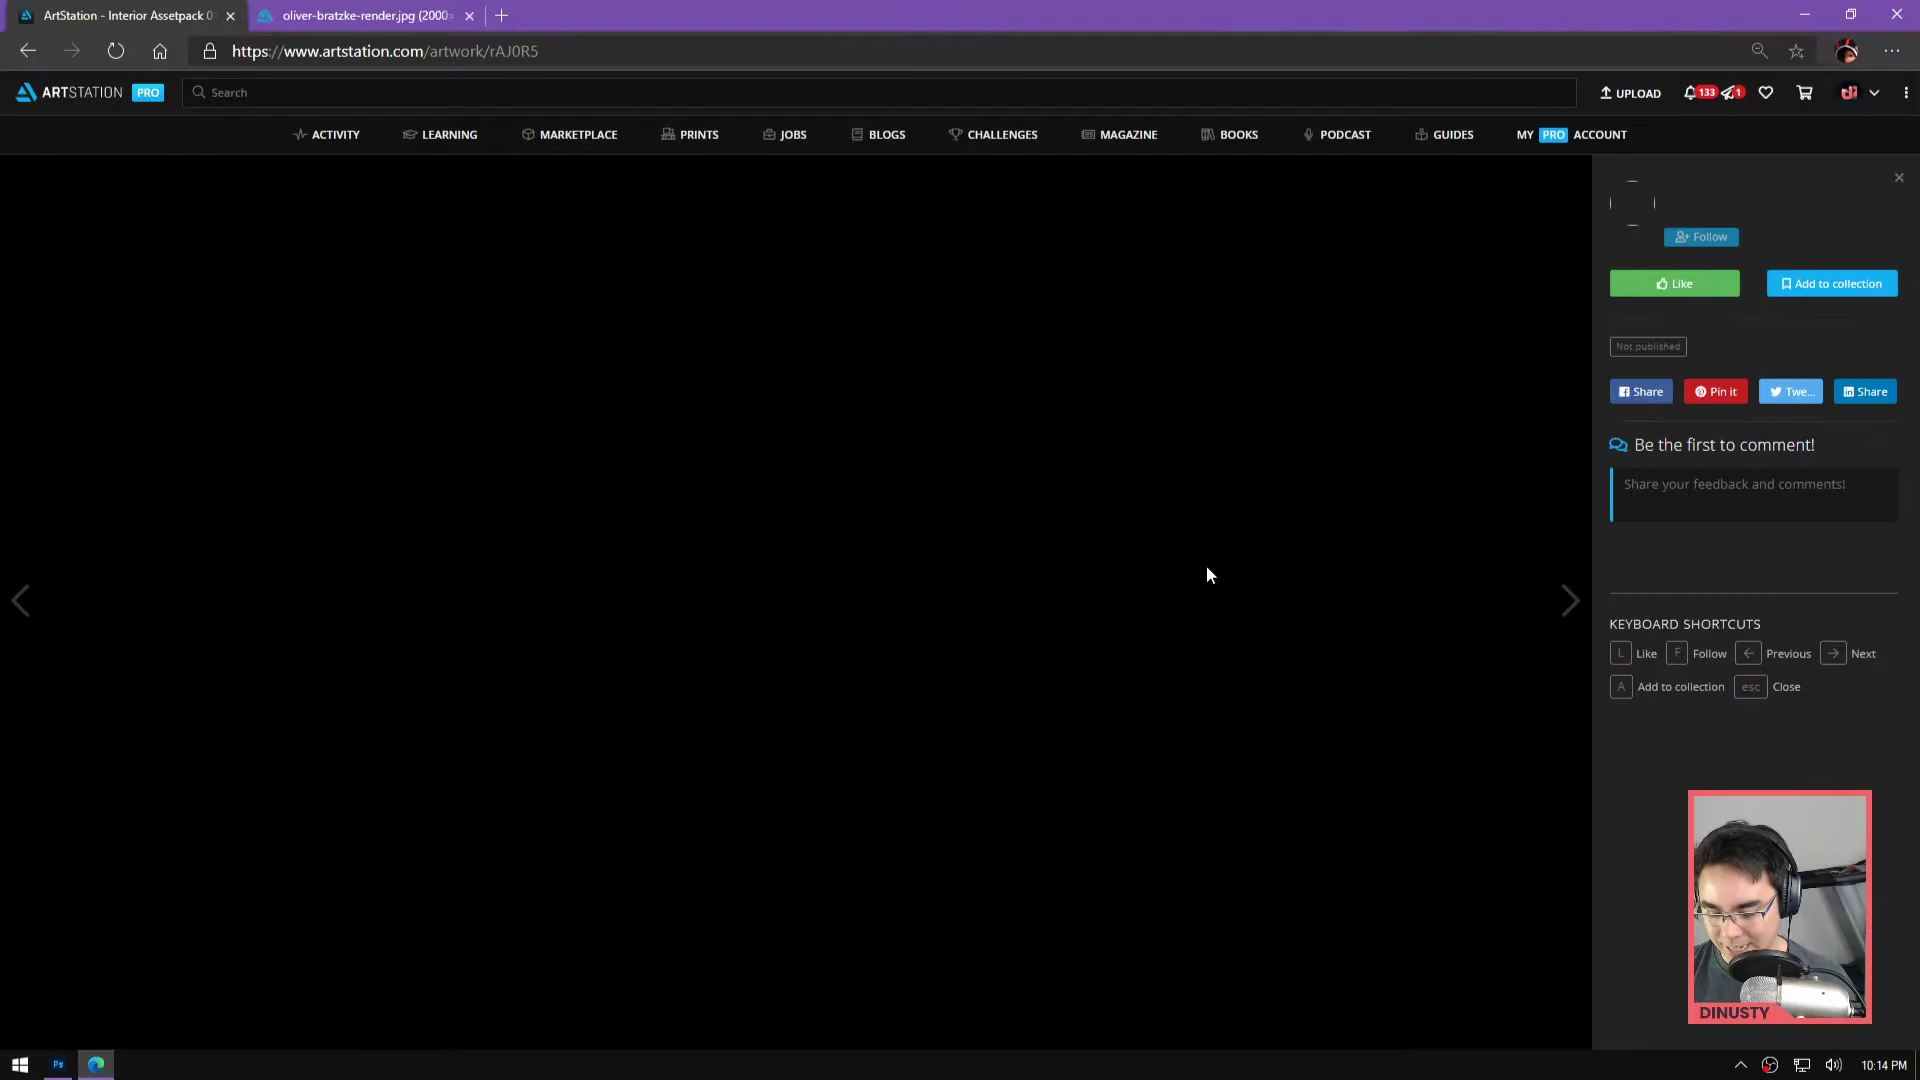 ArtStation - Interior Assetpack 0
oliver-bratzke-render.jpg (2000
https://www.artstation.com/artwork/rAJ0R5
ARTSTATION PRO
Search
UPLOAD
133
1
ACTIVITY
LEARNING
MARKETPLACE
PRINTS
JOBS
BLOGS
CHALLENGES
MAGAZINE
BOOKS
PODCAST
GUIDES
MY PRO ACCOUNT
Follow
Like
Add to collection
Not published
Share
Pin it
Twe...
Share
Be the first to comment!
Share your feedback and comments!
KEYBOARD SHORTCUTS
L Like F Follow ← Previous → Next
A Add to collection esc Close
DINUSTY
Ps
10:14 PM